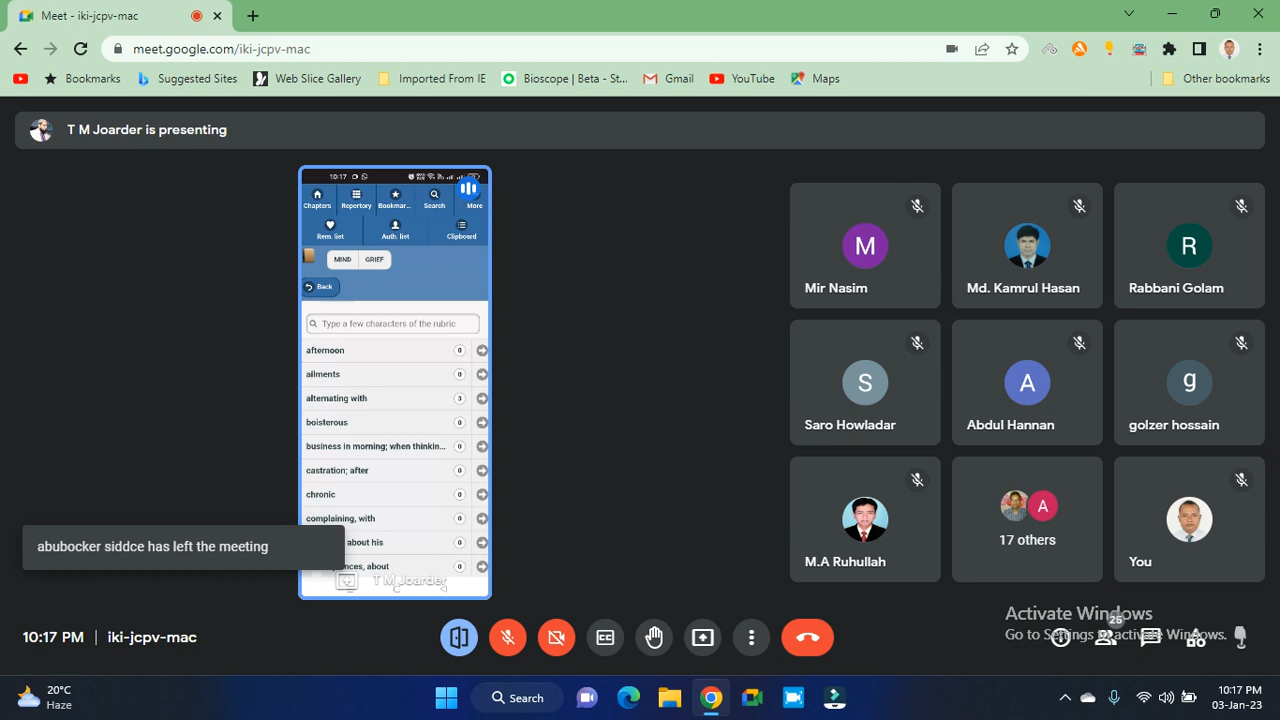 Meet - iki-jcpv-mac
meet.google.com/iki-jcpv-mac
Bookmarks
Suggested Sites
Web Slice Gallery
Imported From IE
Bioscope | Beta - St...
Gmail
YouTube
Maps
Other bookmarks
T M Joarder is presenting
10:17
Chapters
Repertory
Bookmar...
Search
More
Rem. list
Auth. list
Clipboard
MIND
GRIEF
Back
Type a few characters of the rubric
afternoon 0
ailments 0
alternating with 3
boisterous 0
business in morning; when thinkin... 0
castration; after 0
chronic 0
complaining, with 0
about his 0
nces, about 0
T M Joarder
abubocker siddce has left the meeting
M
Mir Nasim
Md. Kamrul Hasan
R
Rabbani Golam
S
Saro Howladar
A
Abdul Hannan
g
golzer hossain
M.A Ruhullah
A
17 others
You
10:17 PM | iki-jcpv-mac
26
Activate Windows
Go to Settings to activate Windows.
20°C
Haze
Search
10:17 PM
03-Jan-23